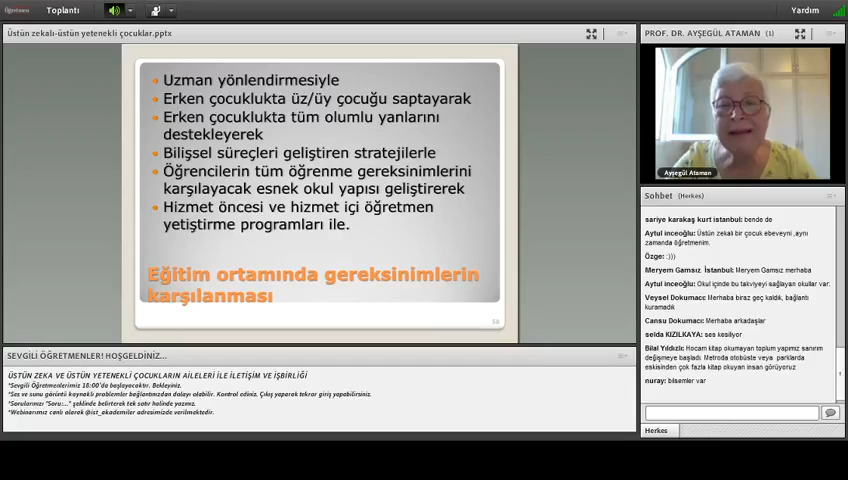 Öğretmenx
Toplantı
Yardım
Üstün zekalı-üstün yetenekli çocuklar.pptx
Uzman yönlendirmesiyle
Erken çocuklukta üz/üy çocuğu saptayarak
Erken çocuklukta tüm olumlu yanlarını
destekleyerek
Bilişsel süreçleri geliştiren stratejilerle
Öğrencilerin tüm öğrenme gereksinimlerini
karşılayacak esnek okul yapısı geliştirerek
Hizmet öncesi ve hizmet içi öğretmen
yetiştirme programları ile.
Eğitim ortamında gereksinimlerin
karşılanması
58
SEVGİLİ ÖĞRETMENLER! HOŞGELDİNİZ...
ÜSTÜN ZEKA VE ÜSTÜN YETENEKLİ ÇOCUKLARIN AİLELERİ İLE İLETİŞİM VE İŞBİRLİĞİ
*Sevgili Öğretmenlerimiz 18:00'da başlayacaktır. Bekleyiniz.
*Ses ve sunu görüntü kaynaklı problemler bağlantınızdan dolayı olabilir. Kontrol ediniz. Çıkış yaparak tekrar giriş yapabilirsiniz.
*Sorularınızı "Soru:..." şeklinde belirterek tek satır halinde yazınız.
*Webinarımız canlı olarak @ist_akademiler adresimizde verilmektedir.
PROF. DR. AYŞEGÜL ATAMAN (1)
Ayşegül Ataman
Sohbet (Herkes)
sariye karakaş kurt istanbul: bende de
Aytul inceoğlu: Üstün zekalı bir çocuk ebeveyni ,aynı
zamanda öğretmenim.
Özge: :)))
Meryem Gamsız İstanbul: Meryem Gamsız merhaba
Aytul inceoğlu: Okul içinde bu takviyeyi sağlayan okullar var.
Veysel Dokumacı: Merhaba biraz geç kaldık, bağlantı
kuramadık
Cansu Dokumacı: Merhaba arkadaşlar
selda KIZILKAYA: ses kesiliyor
Bilal Yıldızlı: Hocam kitap okumayan toplum yapımız sanırım
değişmeye başladı. Metroda otobüste veya parklarda
eskisinden çok fazla kitap okuyan insan görüyoruz
nuray: bilsemler var
Herkes